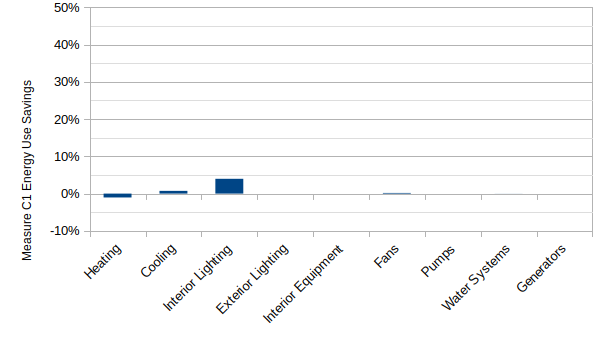 50%
40%
30%
20%
10%
0%
-10%
Measure C1 Energy Use Savings
Heating
Cooling
Interior Lighting
Exterior Lighting
Interior Equipment
Fans
Pumps
Water Systems
Generators